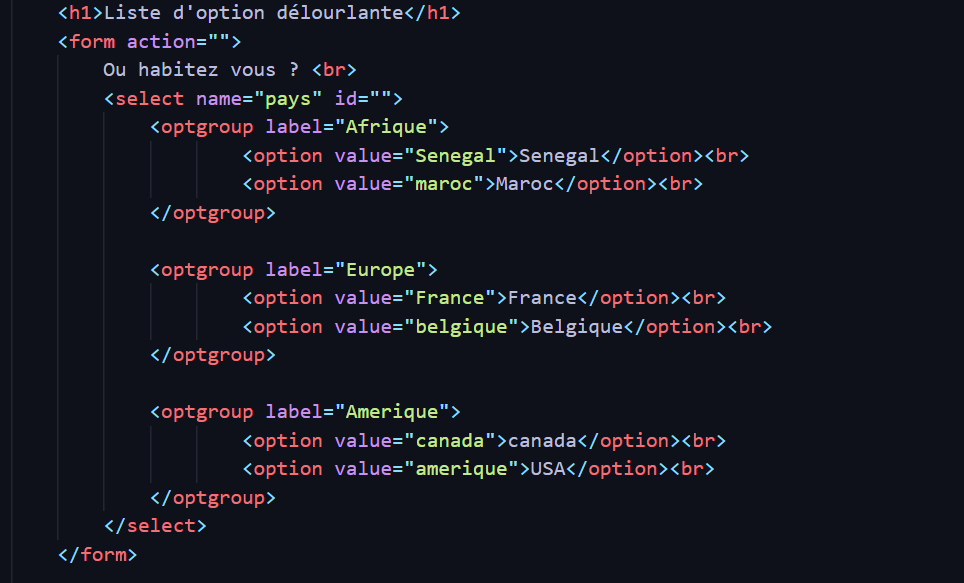 <h1>Liste d'option délourlante</h1>
<form action="">
Ou habitez vous ? <br>
<select name="pays" id="">
<optgroup label="Afrique">
<option value="Senegal">Senegal</option><br>
<option value="maroc">Maroc</option><br>
</optgroup>
<optgroup label="Europe">
<option value="France">France</option><br>
<option value="belgique">Belgique</option><br>
</optgroup>
<optgroup label="Amerique">
<option value="canada">canada</option><br>
<option value="amerique">USA</option><br>
</optgroup>
</select>
</form>